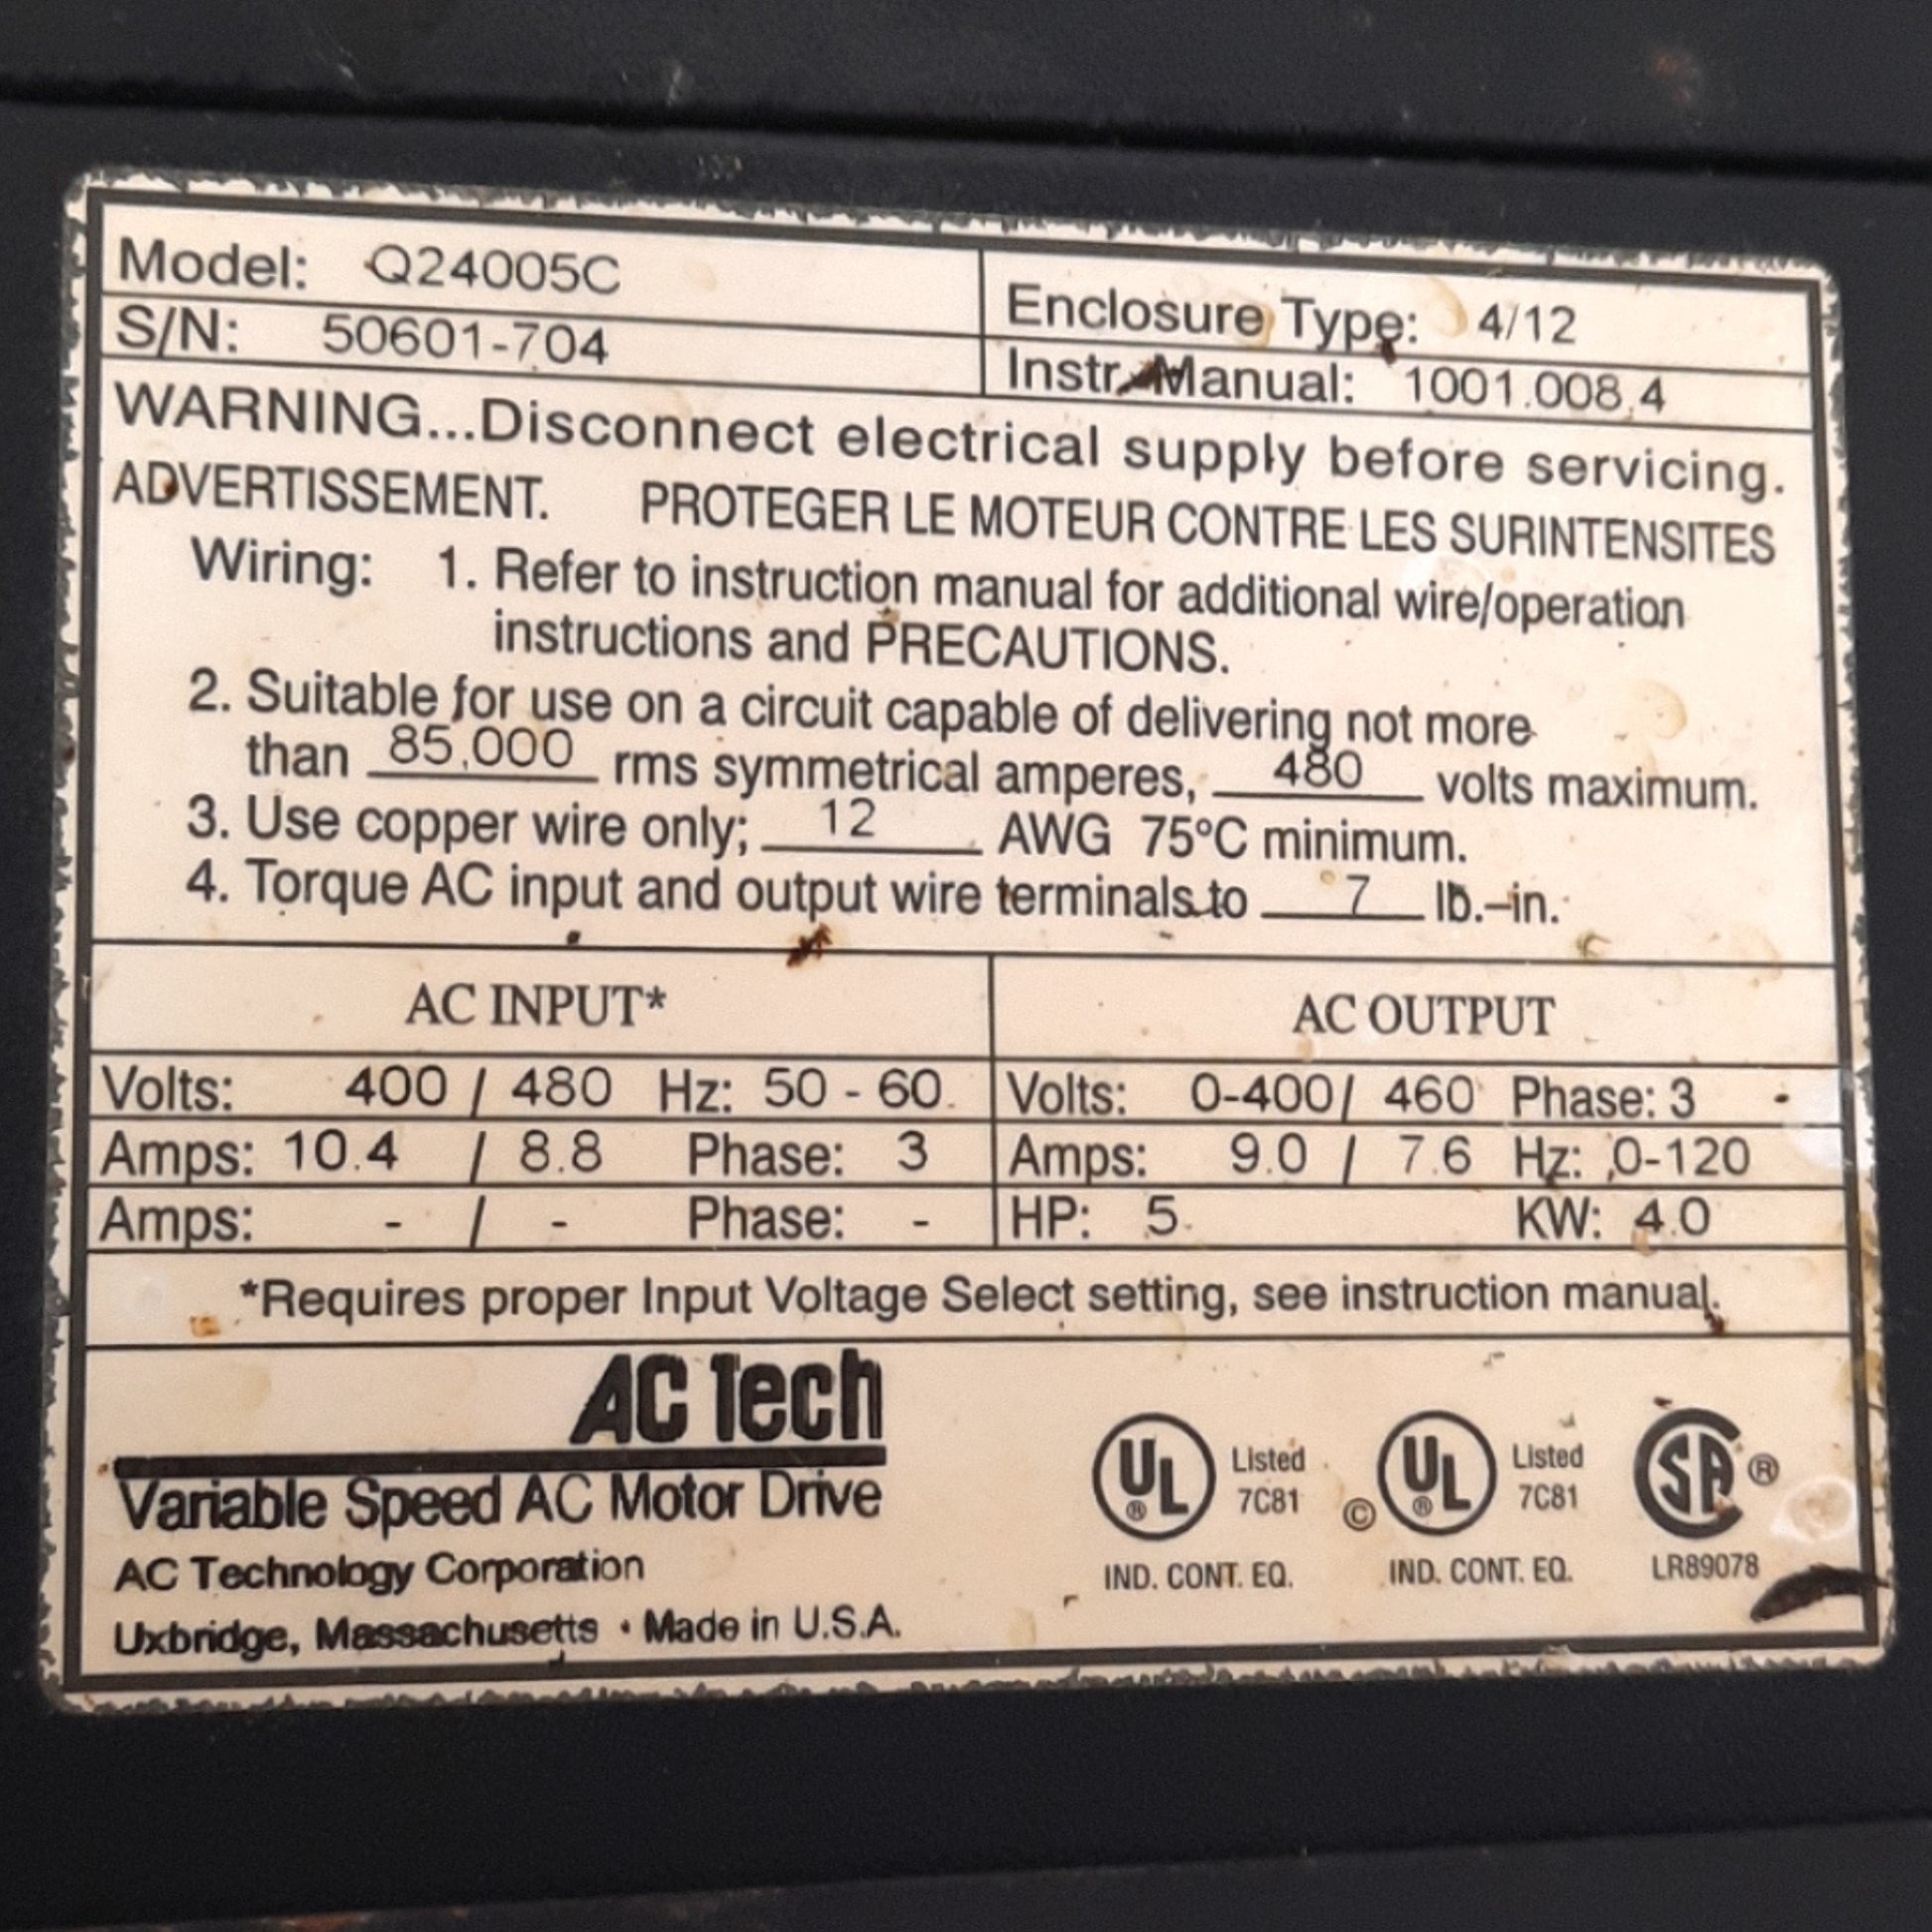 Model: Q24005C
Enclosure Type: 4/12
S/N: 50601-704
Instr. Manual: 1001.008.4
WARNING...Disconnect electrical supply before servicing.
ADVERTISSEMENT. PROTEGER LE MOTEUR CONTRE LES SURINTENSITES
Wiring: 1. Refer to instruction manual for additional wire/operation
instructions and PRECAUTIONS.
2. Suitable for use on a circuit capable of delivering not more
than 85,000 rms symmetrical amperes, 480 volts maximum.
3. Use copper wire only; 12 AWG 75°C minimum.
4. Torque AC input and output wire terminals to 7 lb.-in.
AC INPUT*
AC OUTPUT
Volts: 400 / 480 Hz: 50 - 60
Volts: 0-400/ 460 Phase: 3
Amps: 10.4 / 8.8 Phase: 3
Amps: 9.0 / 7.6 Hz: 0-120
Amps: - / - Phase: -
HP: 5 KW: 4.0
*Requires proper Input Voltage Select setting, see instruction manual.
AC Tech
Variable Speed AC Motor Drive
AC Technology Corporation
Uxbridge, Massachusetts • Made in U.S.A.
UL ® Listed 7C81
IND. CONT. EQ.
© UL ® Listed 7C81
IND. CONT. EQ.
SA ®
LR89078